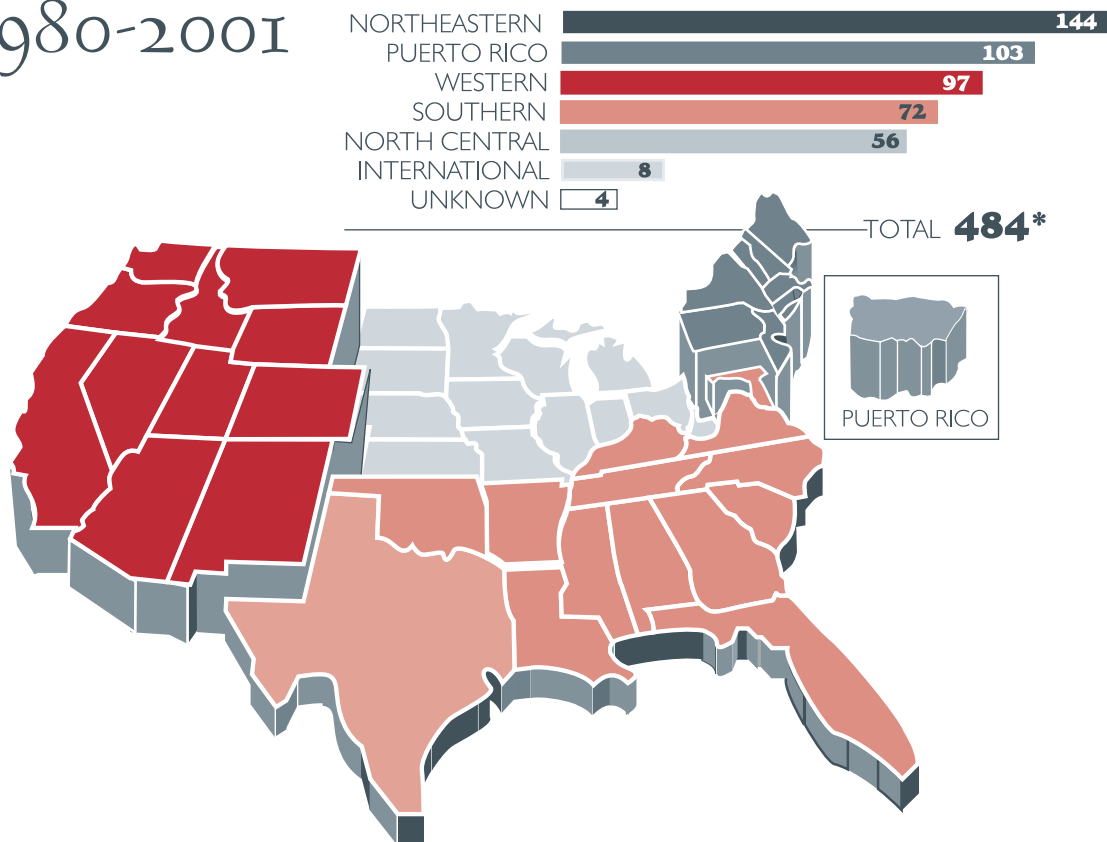 980-2001
NORTHEASTERN 144
PUERTO RICO 103
WESTERN 97
SOUTHERN 72
NORTH CENTRAL 56
INTERNATIONAL 8
UNKNOWN 4
TOTAL 484*
PUERTO RICO